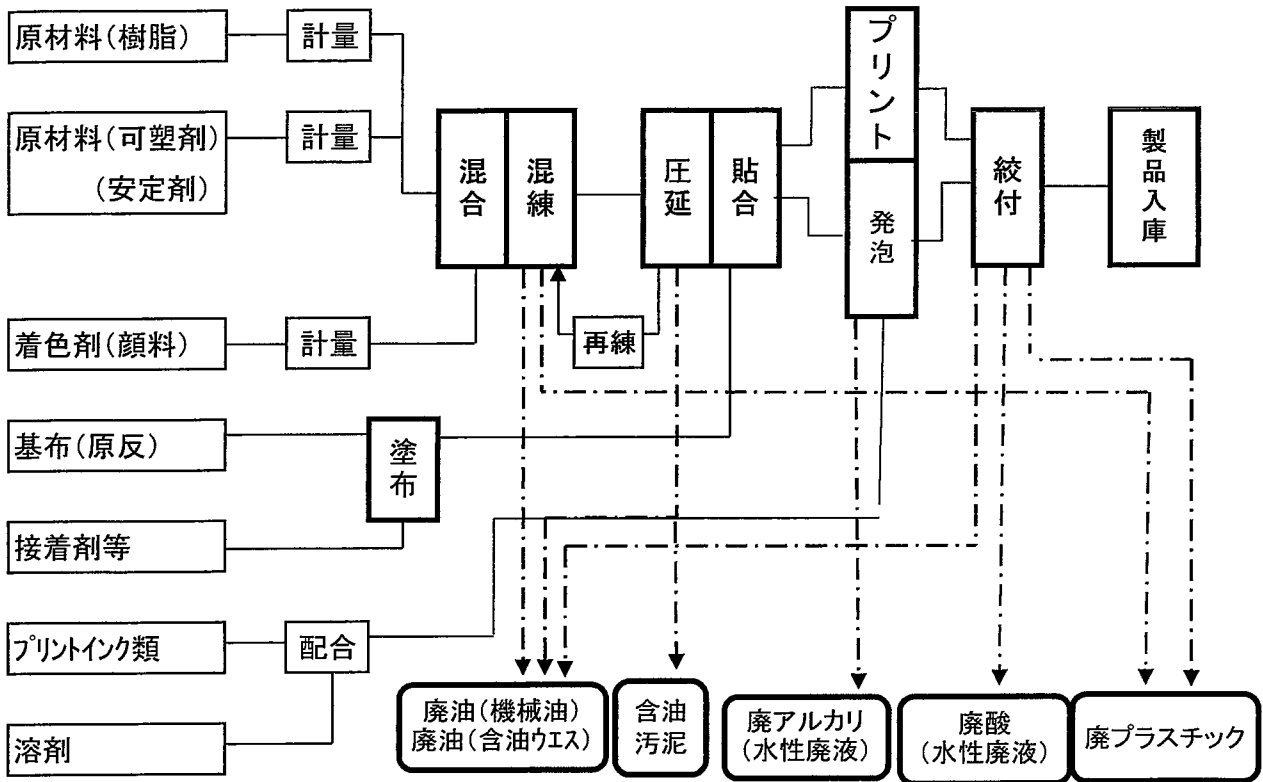 原材料(樹脂)
計量
原材料(可塑剤)
(安定剤)
計量
着色剤(顔料)
計量
基布(原反)
接着剤等
塗布
プリントインク類
配合
溶剤
混合
混練
再練
圧延
貼合
プリント
発泡
絞付
製品入庫
廃油(機械油)
廃油(含油ウエス)
含油
汚泥
廃アルカリ
(水性廃液)
廃酸
(水性廃液)
廃プラスチック